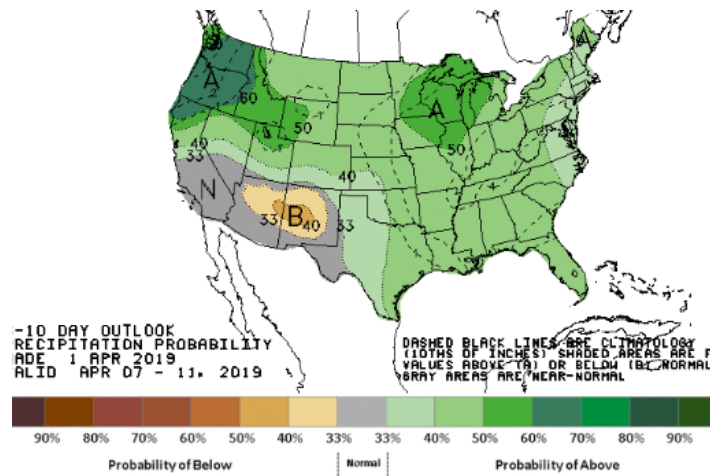 A
A
60
A
50
50
40
33
40
N
33
B
40
33
-10 DAY OUTLOOK
RECIPITATION PROBABILITY
ADE 1 APR 2019
ALID APR 07 - 11, 2019
DASHED BLACK LINES ARE CLIMATOLOGY
(10THS OF INCHES) SHADED AREAS ARE F
VALUES ABOVE (A) OR BELOW (B) NORMAL
GRAY AREAS ARE NEAR-NORMAL
90% 80% 70% 60% 50% 40% 33% 33% 40% 50% 60% 70% 80% 90%
Probability of Below Normal Probability of Above